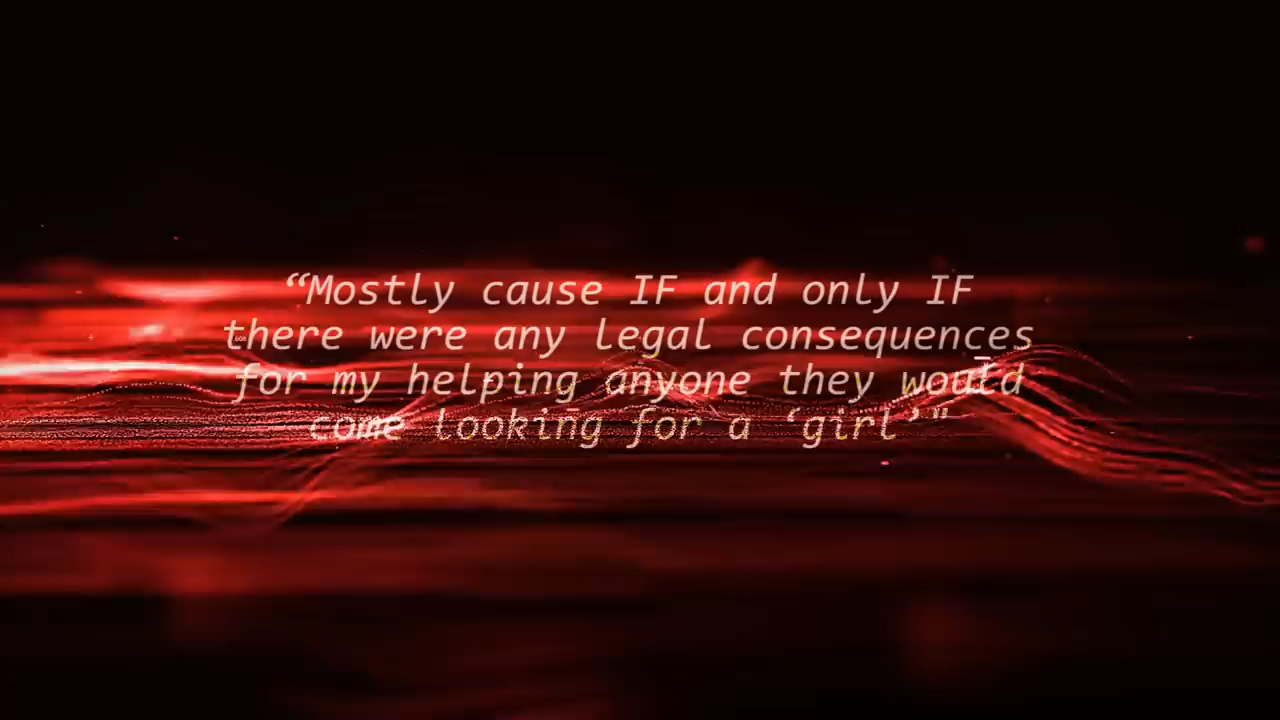 “Mostly cause IF and only IF
there were any legal consequences
for my helping anyone they would
come looking for a ‘girl’"